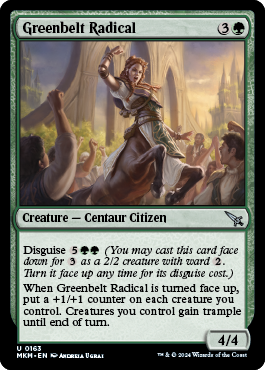 Greenbelt Radical 3
Creature — Centaur Citizen
Disguise 5 (You may cast this card face
down for 3 as a 2/2 creature with ward 2.
Turn it face up any time for its disguise cost.)
When Greenbelt Radical is turned face up,
put a +1/+1 counter on each creature you
control. Creatures you control gain trample
until end of turn.
4/4
U 0163
MKM • EN Andreia Ugrai
™ & © 2024 Wizards of the Coast